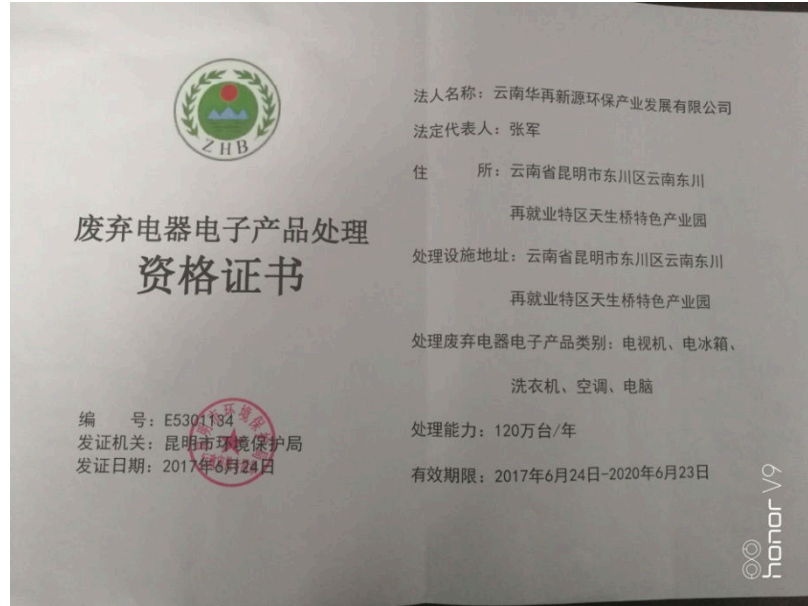 ZHB
废弃电器电子产品处理
资格证书
编 号：E5301134
发证机关：昆明市环境保护局
发证日期：2017年6月24日
法人名称：云南华再新源环保产业发展有限公司
法定代表人：张军
住 所：云南省昆明市东川区云南东川
再就业特区天生桥特色产业园
处理设施地址：云南省昆明市东川区云南东川
再就业特区天生桥特色产业园
处理废弃电器电子产品类别：电视机、电冰箱、
洗衣机、空调、电脑
处理能力：120万台/年
有效期限：2017年6月24日-2020年6月23日
honor V9